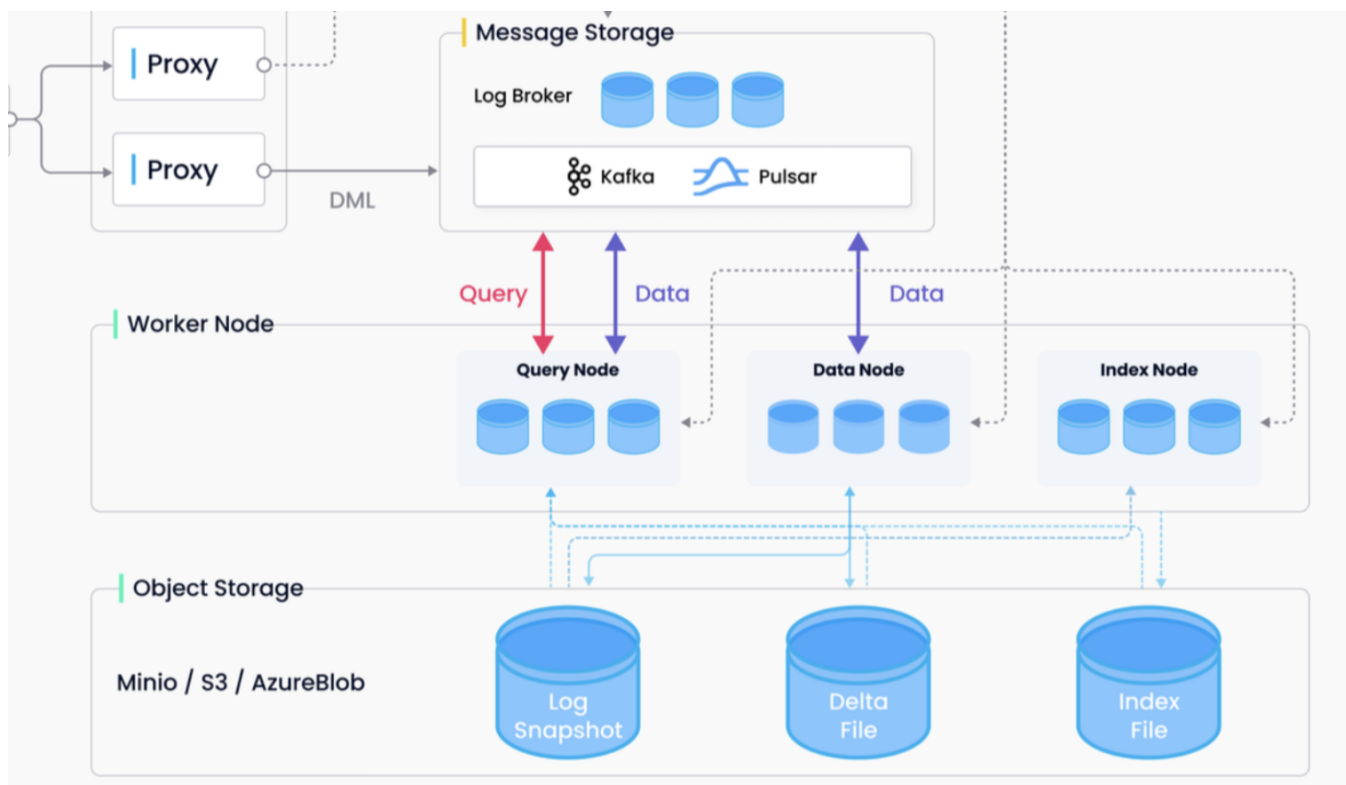 Message Storage
Proxy
Log Broker
Kafka
Pulsar
Proxy
DML
Query
Data
Data
Worker Node
Query Node
Data Node
Index Node
Object Storage
Minio / S3 / AzureBlob
Log
Snapshot
Delta
File
Index
File